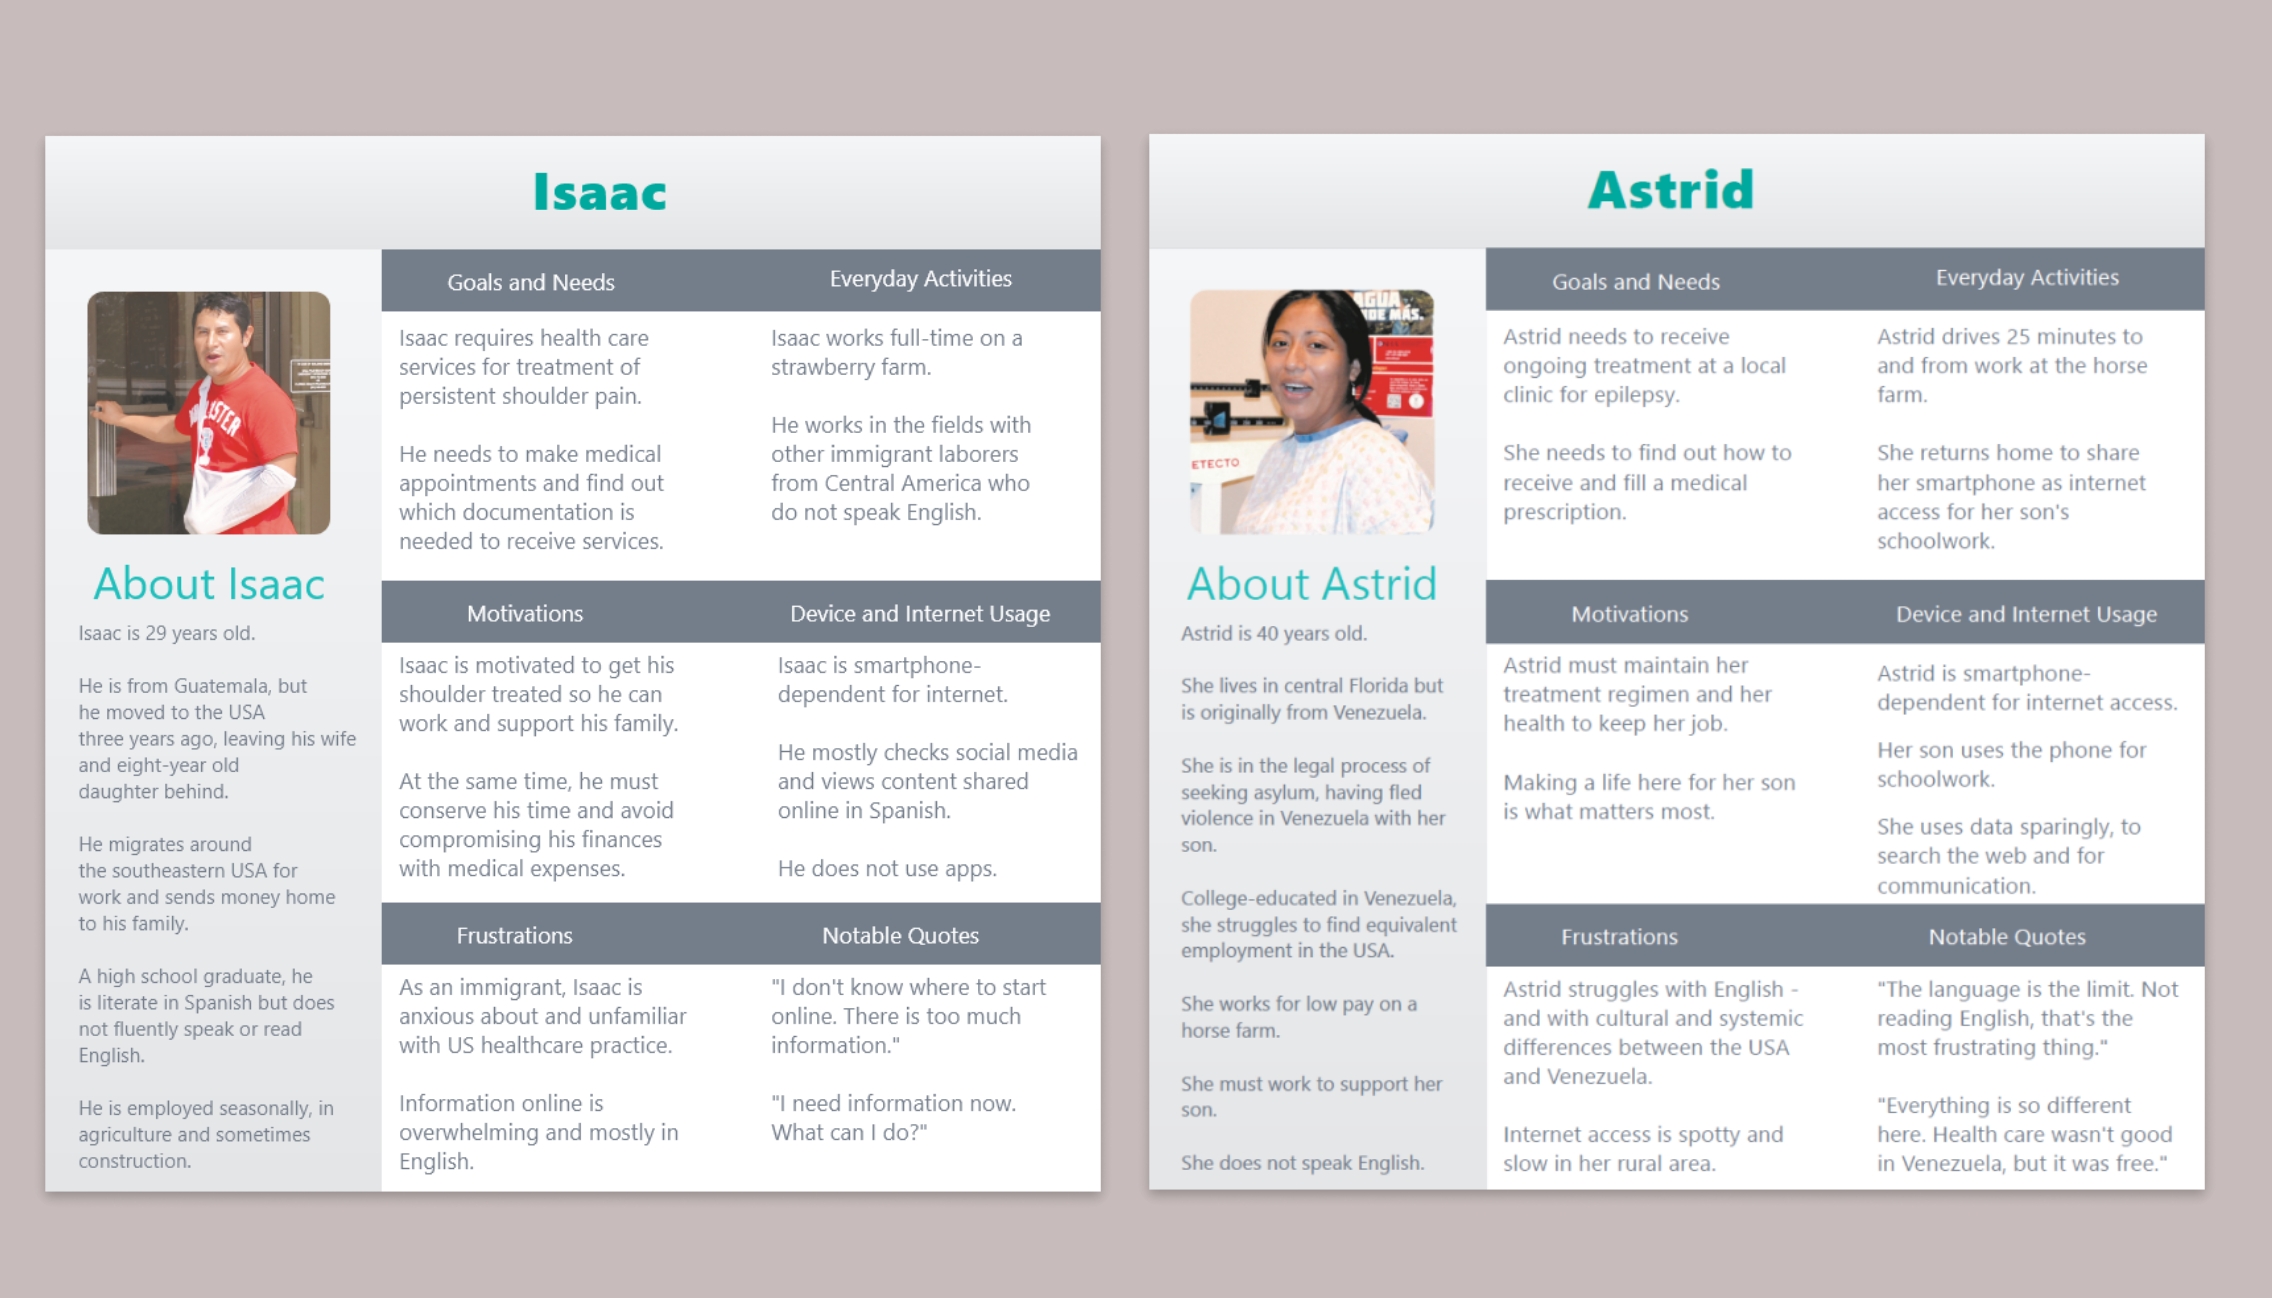 Isaac
About Isaac
Isaac is 29 years old.
He is from Guatemala, but
he moved to the USA
three years ago, leaving his wife
and eight-year old
daughter behind.
He migrates around
the southeastern USA for
work and sends money home
to his family.
A high school graduate, he
is literate in Spanish but does
not fluently speak or read
English.
He is employed seasonally, in
agriculture and sometimes
construction.
Goals and Needs
Isaac requires health care
services for treatment of
persistent shoulder pain.
He needs to make medical
appointments and find out
which documentation is
needed to receive services.
Everyday Activities
Isaac works full-time on a
strawberry farm.
He works in the fields with
other immigrant laborers
from Central America who
do not speak English.
Motivations
Isaac is motivated to get his
shoulder treated so he can
work and support his family.
At the same time, he must
conserve his time and avoid
compromising his finances
with medical expenses.
Device and Internet Usage
Isaac is smartphone-
dependent for internet.
He mostly checks social media
and views content shared
online in Spanish.
He does not use apps.
Frustrations
As an immigrant, Isaac is
anxious about and unfamiliar
with US healthcare practice.
Information online is
overwhelming and mostly in
English.
Notable Quotes
"I don't know where to start
online. There is too much
information."
"I need information now.
What can I do?"
Astrid
AGUA
DE MÁS.
ETECTO
About Astrid
Astrid is 40 years old.
She lives in central Florida but
is originally from Venezuela.
She is in the legal process of
seeking asylum, having fled
violence in Venezuela with her
son.
College-educated in Venezuela,
she struggles to find equivalent
employment in the USA.
She works for low pay on a
horse farm.
She must work to support her
son.
She does not speak English.
Goals and Needs
Astrid needs to receive
ongoing treatment at a local
clinic for epilepsy.
She needs to find out how to
receive and fill a medical
prescription.
Everyday Activities
Astrid drives 25 minutes to
and from work at the horse
farm.
She returns home to share
her smartphone as internet
access for her son's
schoolwork.
Motivations
Astrid must maintain her
treatment regimen and her
health to keep her job.
Making a life here for her son
is what matters most.
Device and Internet Usage
Astrid is smartphone-
dependent for internet access.
Her son uses the phone for
schoolwork.
She uses data sparingly, to
search the web and for
communication.
Frustrations
Astrid struggles with English -
and with cultural and systemic
differences between the USA
and Venezuela.
Internet access is spotty and
slow in her rural area.
Notable Quotes
"The language is the limit. Not
reading English, that's the
most frustrating thing."
"Everything is so different
here. Health care wasn't good
in Venezuela, but it was free."